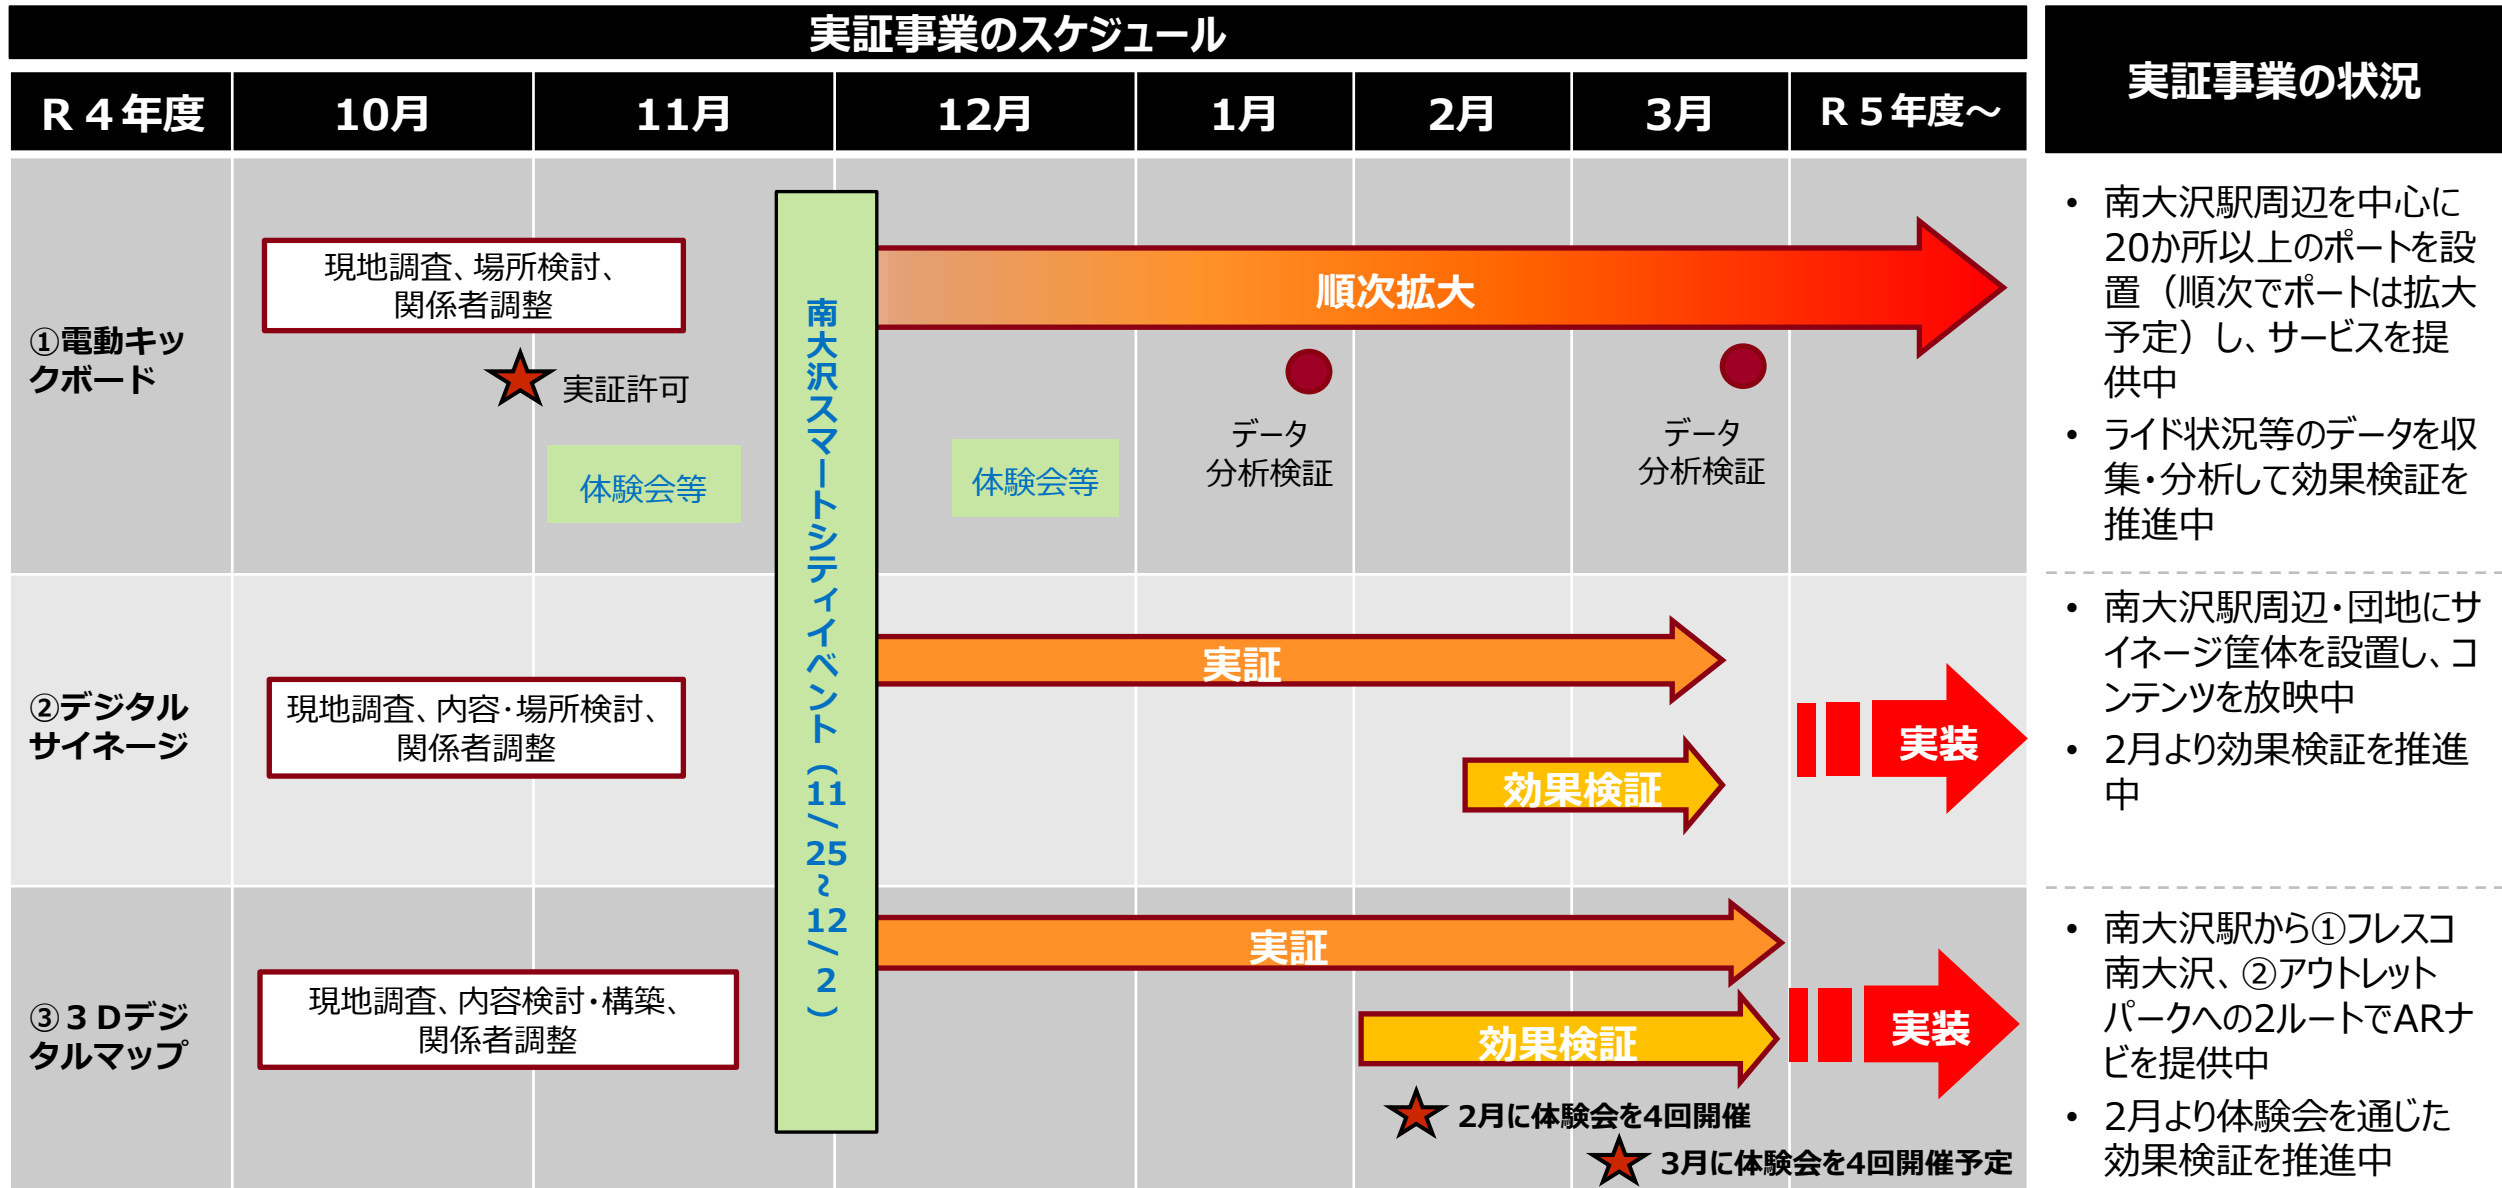 実証事業のスケジュール
実証事業の状況
R4年度
10月
11月
12月
1月
2月
3月
R5年度～
①電動キッ
クボード
現地調査、場所検討、
関係者調整
実証許可
体験会等
南大沢スマートシティイベント（11/25~12/2）
順次拡大
体験会等
データ
分析検証
データ
分析検証
• 南大沢駅周辺を中心に
20か所以上のポートを設
置（順次でポートは拡大
予定）し、サービスを提
供中
• ライド状況等のデータを収
集・分析して効果検証を
推進中
②デジタル
サイネージ
現地調査、内容・場所検討、
関係者調整
実証
効果検証
実装
• 南大沢駅周辺・団地にサ
イネージ筐体を設置し、コ
ンテンツを放映中
• 2月より効果検証を推進
中
③３Dデジ
タルマップ
現地調査、内容検討・構築、
関係者調整
実証
効果検証
実装
2月に体験会を4回開催
3月に体験会を4回開催予定
• 南大沢駅から①フレスコ
南大沢、②アウトレット
パークへの2ルートでARナ
ビを提供中
• 2月より体験会を通じた
効果検証を推進中